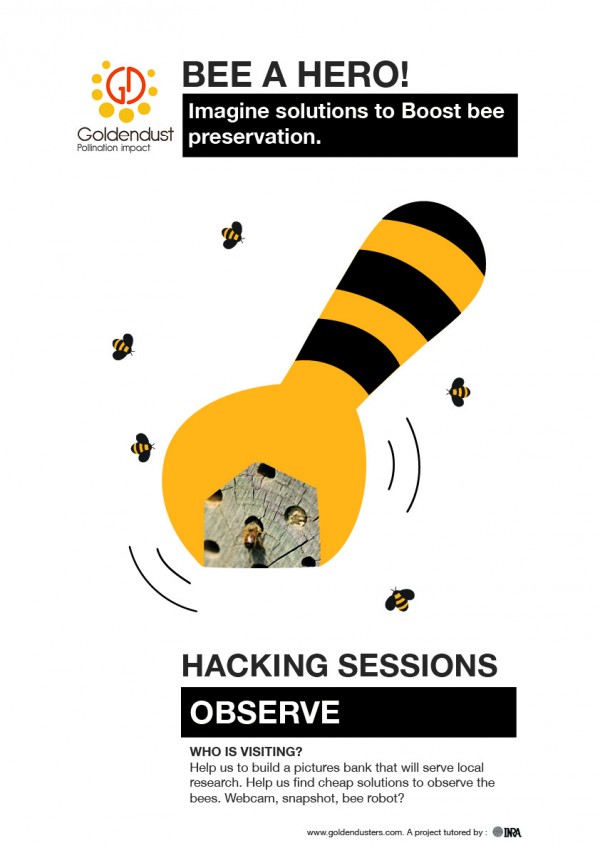 GD
Goldendust
Pollination impact
BEE A HERO!
Imagine solutions to Boost bee
preservation.
HACKING SESSIONS
OBSERVE
WHO IS VISITING?
Help us to build a pictures bank that will serve local
research. Help us find cheap solutions to observe the
bees. Webcam, snapshot, bee robot?
www.goldendusters.com. A project tutored by : INRA